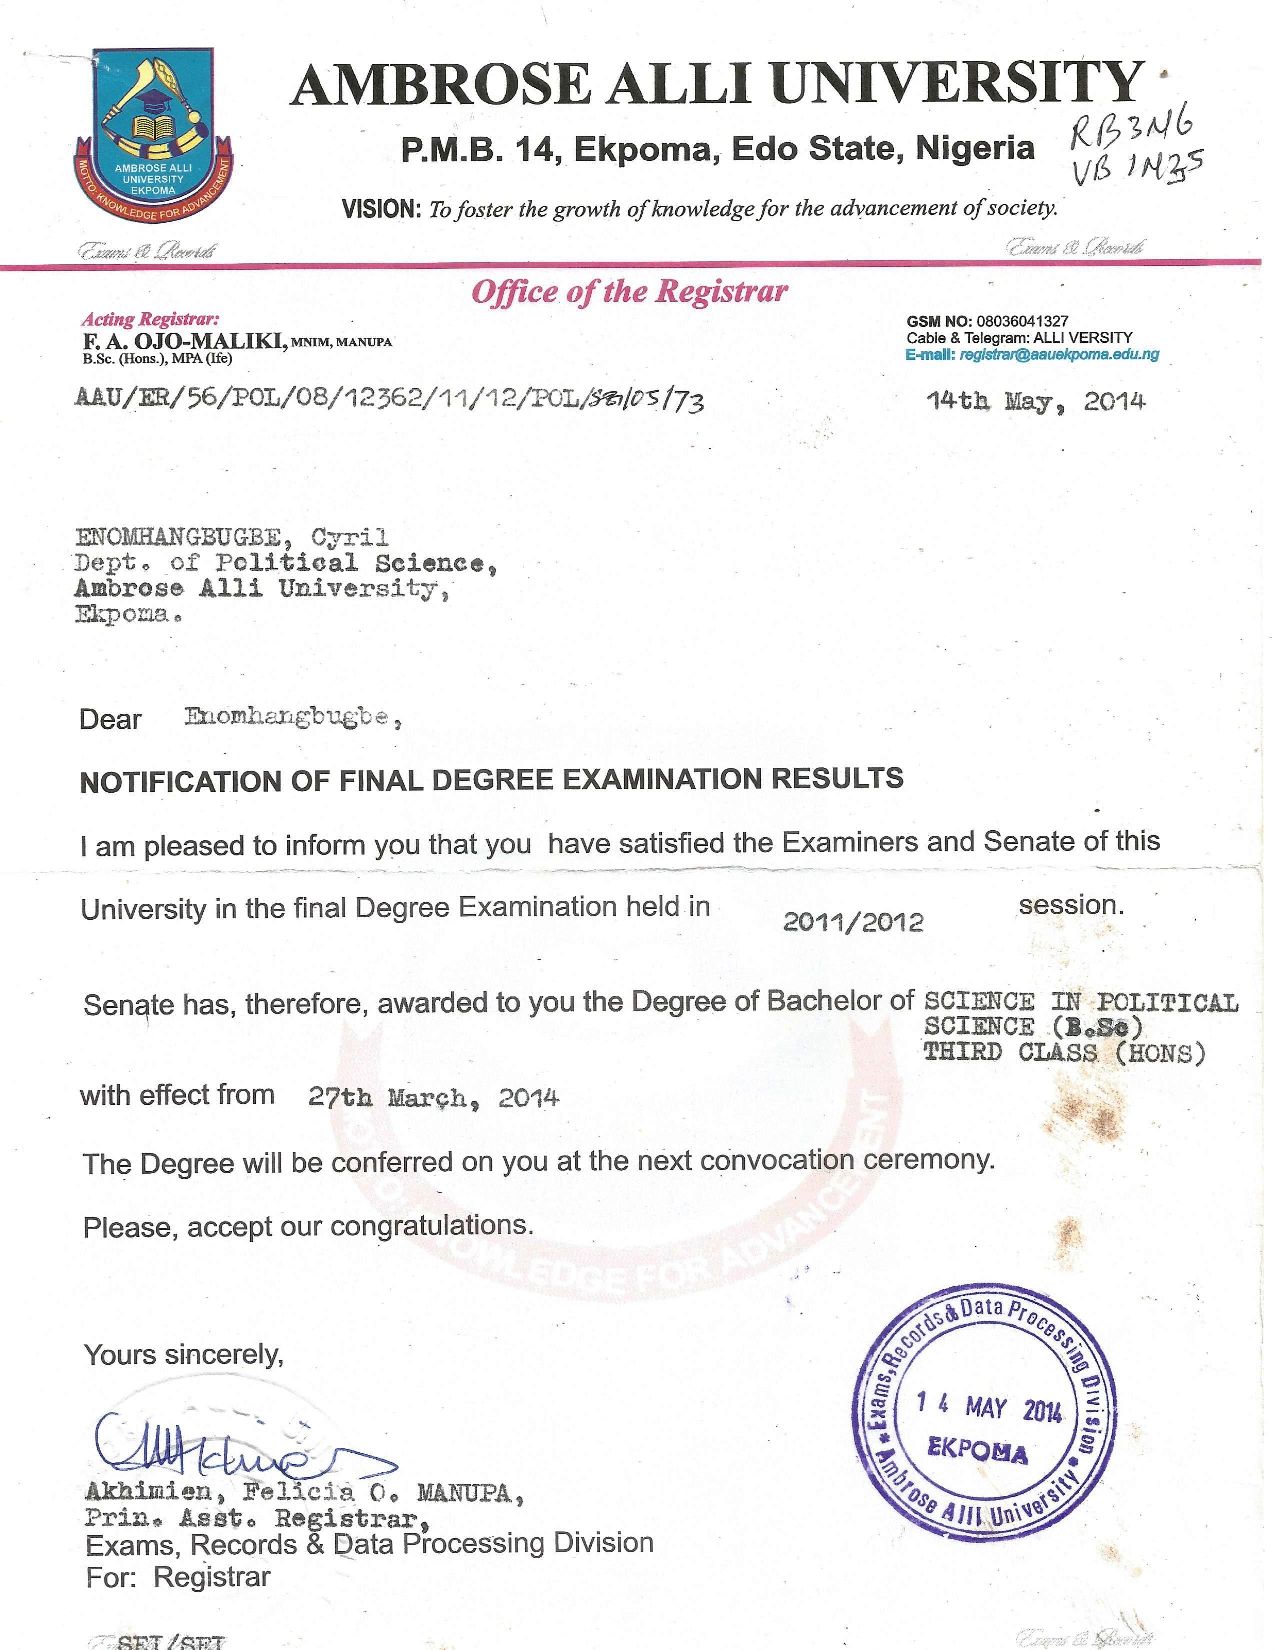 AMBROSE ALLI UNIVERSITY
P.M.B. 14, Ekpoma, Edo State, Nigeria
RB3N6
VB 1N35
VISION: To foster the growth of knowledge for the advancement of society.
AMBROSE ALLI
UNIVERSITY
EKPOMA
MOTTO: KNOWLEDGE FOR ADVANCEMENT
Exams & Records
Exams & Records
Office of the Registrar
Acting Registrar:
F. A. OJO-MALIKI, MNIM, MANUPA
B.Sc. (Hons.), MPA (Ife)
GSM NO: 08036041327
Cable & Telegram: ALLI VERSITY
E-mail: registrar@aauekpoma.edu.ng
AAU/ER/56/POL/08/12362/11/12/POL/ /05/73
14th May, 2014
ENOMHANGBUGBE, Cyril
Dept. of Political Science,
Ambrose Alli University,
Ekpoma.
Dear Enomhangbugbe,
NOTIFICATION OF FINAL DEGREE EXAMINATION RESULTS
I am pleased to inform you that you have satisfied the Examiners and Senate of this
University in the final Degree Examination held in 2011/2012 session.
Senate has, therefore, awarded to you the Degree of Bachelor of SCIENCE IN POLITICAL
SCIENCE (B.Sc)
THIRD CLASS (HONS)
with effect from 27th March, 2014
The Degree will be conferred on you at the next convocation ceremony.
Please, accept our congratulations.
KNOWLEDGE FOR ADVANCEMENT
Yours sincerely,
Akhimien, Felicia O. MANUPA,
Prin. Asst. Registrar,
Exams, Records & Data Processing Division
For: Registrar
Exams, Records & Data Processing Division
14 MAY 2014
EKPOMA
* Ambrose Alli University *
SET/SET
Exams & Records